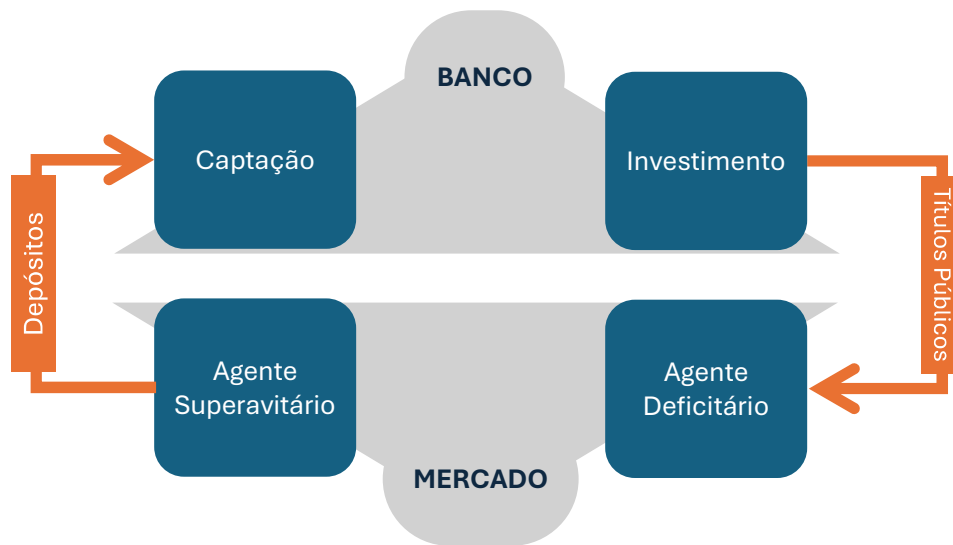 BANCO
Captação
Investimento
Depósitos
Títulos Públicos
Agente
Superavitário
Agente
Deficitário
MERCADO